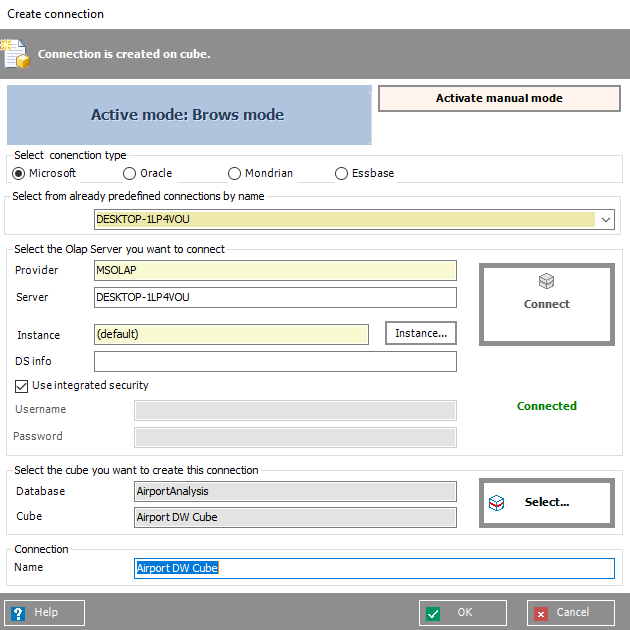 Create connection
Connection is created on cube.
Active mode: Brows mode
Activate manual mode
Select  conenction type
Microsoft Oracle Mondrian Essbase
Select from already predefined connections by name
DESKTOP-1LP4VOU
Select the Olap Server you want to connect
Provider MSOLAP
Server DESKTOP-1LP4VOU
Connect
Instance (default) Instance...
DS info
Use integrated security
Username
Connected
Password
Select the cube you want to create this connection
Database AirportAnalysis
Cube Airport DW Cube
Select...
Connection
Name Airport DW Cube
? Help OK Cancel